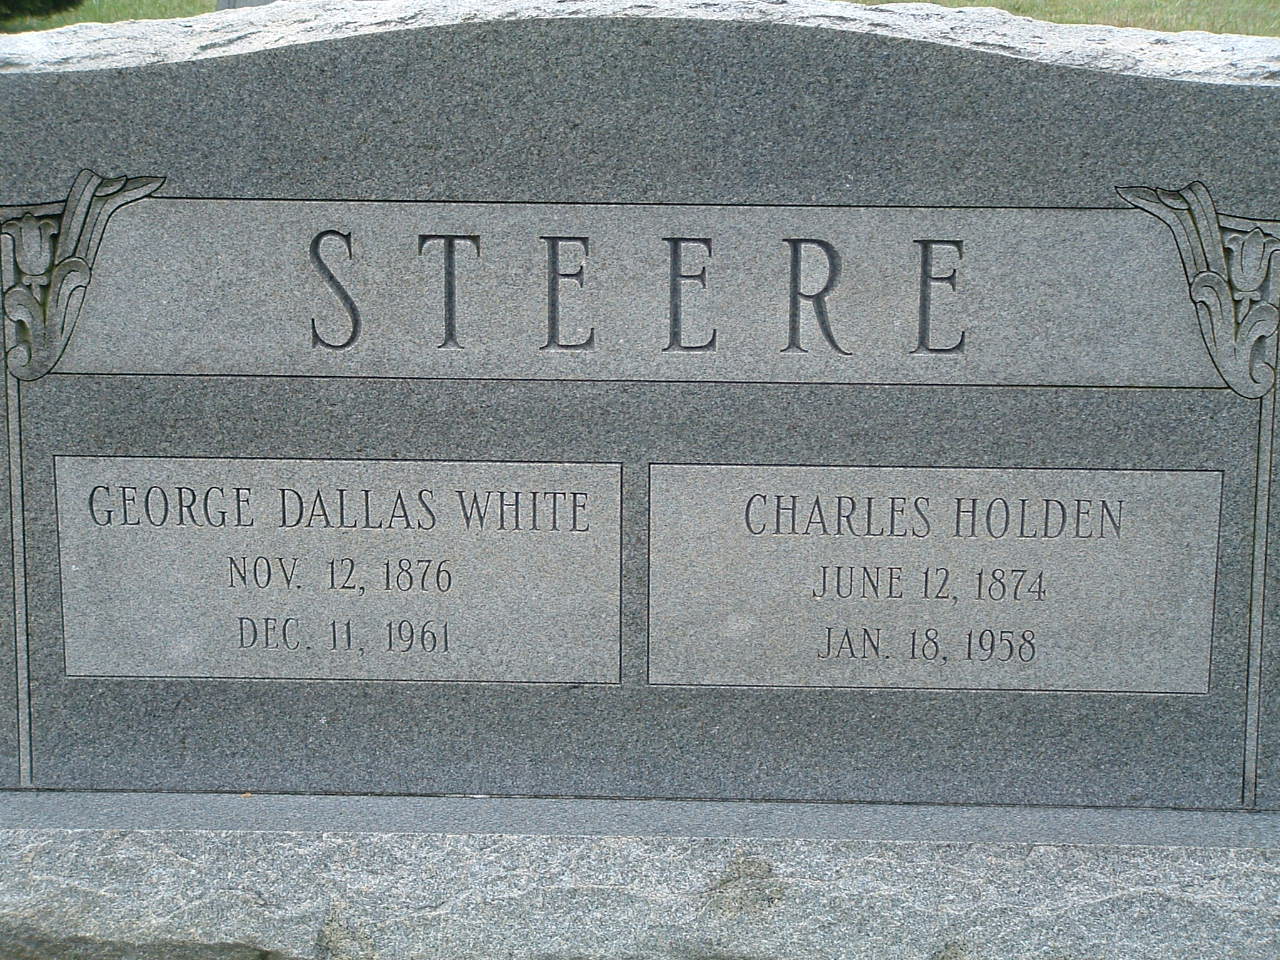 STEERE
GEORGE DALLAS WHITE
NOV. 12, 1876
DEC. 11, 1961
CHARLES HOLDEN
JUNE 12, 1874
JAN. 18, 1958